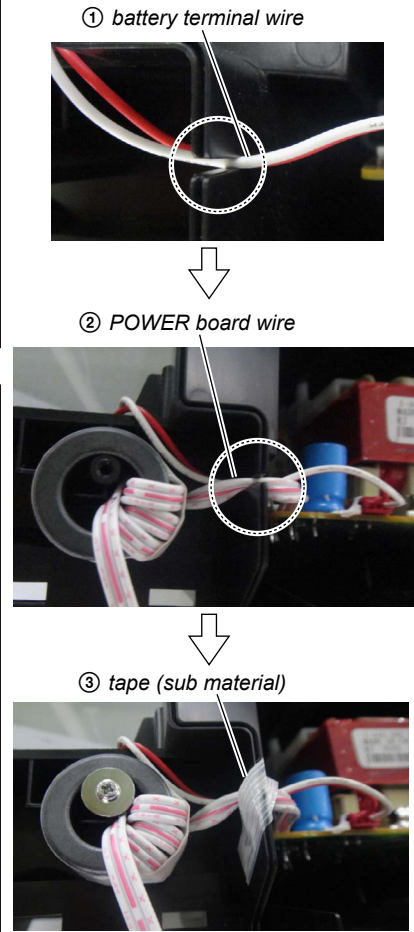 ① battery terminal wire
② POWER board wire
③ tape (sub material)